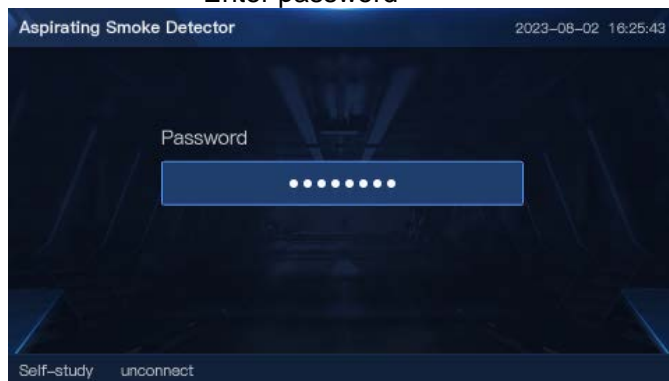 Enter password
Aspirating Smoke Detector 2023-08-02 16:25:43
Password
••••••••
Self-study unconnect